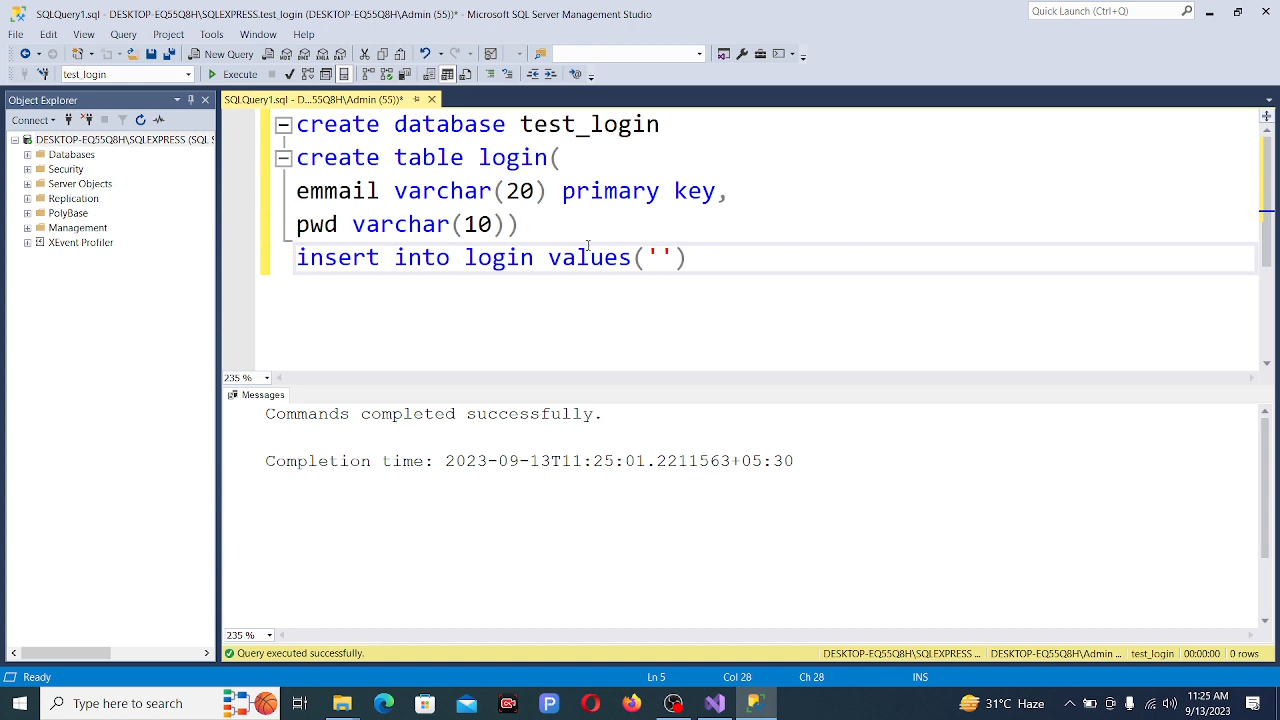 SQLQuery1.sql - DESKTOP-EQ55Q8H\SQLEXPRESS.test_login (DESKTOP-EQ55Q8H\Admin (55))* - Microsoft SQL Server Management Studio
Quick Launch (Ctrl+Q)
File Edit View Query Project Tools Window Help
New Query
test_login
Execute
Object Explorer
SQLQuery1.sql - D...55Q8H\Admin (55))*
Connect
DESKTOP-EQ55Q8H\SQLEXPRESS (SQL S
Databases
Security
Server Objects
Replication
PolyBase
Management
XEvent Profiler
create database test_login
create table login(
emmail varchar(20) primary key,
pwd varchar(10))
insert into login values('')
235 %
Messages
Commands completed successfully.
Completion time: 2023-09-13T11:25:01.2211563+05:30
235 %
Query executed successfully.
DESKTOP-EQ55Q8H\SQLEXPRESS ... DESKTOP-EQ55Q8H\Admin ... test_login 00:00:00 0 rows
Ready
Ln 5 Col 28 Ch 28 INS
Type here to search
31°C Haze
11:25 AM
9/13/2023